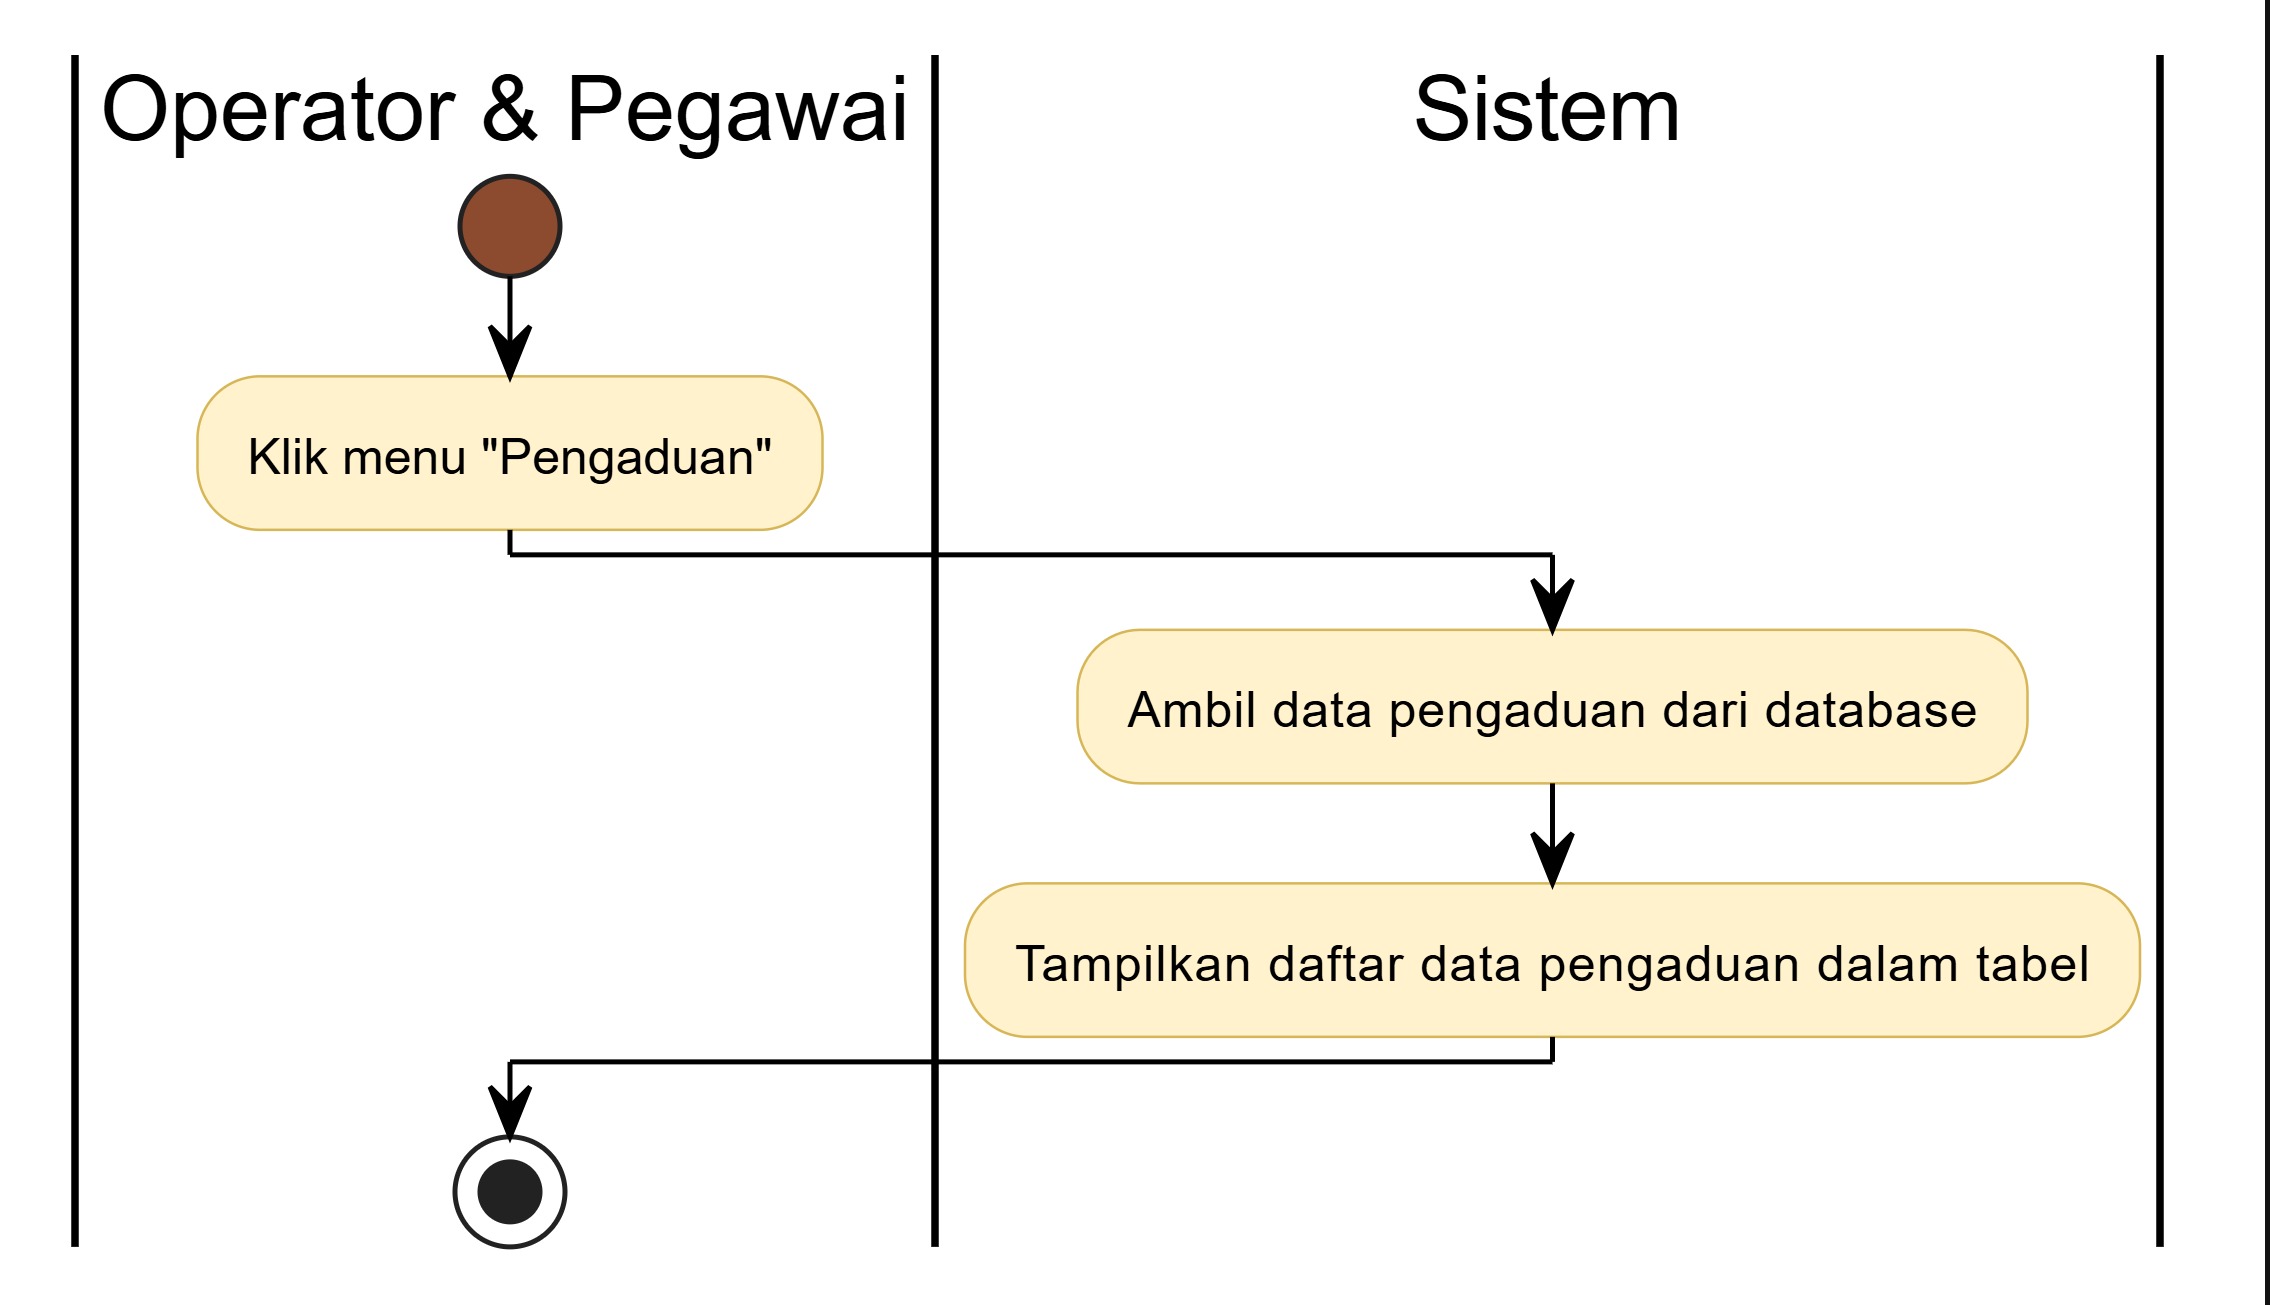 Operator & Pegawai
Sistem
Klik menu "Pengaduan"
Ambil data pengaduan dari database
Tampilkan daftar data pengaduan dalam tabel